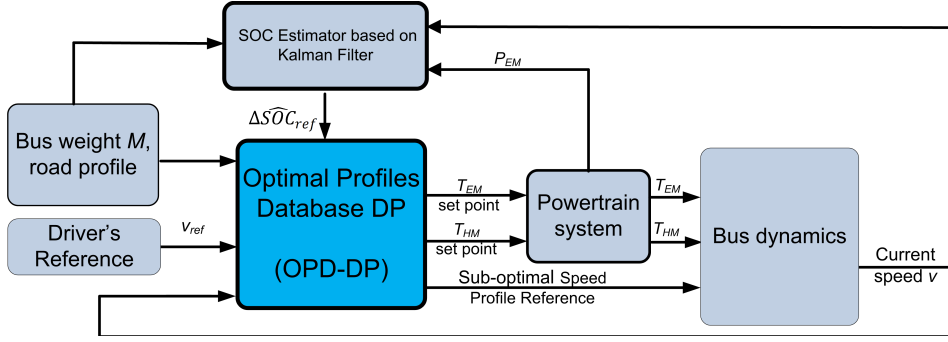 SOC Estimator based on
Kalman Filter
P_EM
ΔSOĈ_ref
Bus weight M,
road profile
Optimal Profiles
Database DP
(OPD-DP)
T_EM
set point
T_HM
set point
Powertrain
system
T_EM
T_HM
Bus dynamics
v_ref
Driver's
Reference
Sub-optimal Speed
Profile Reference
Current
speed v